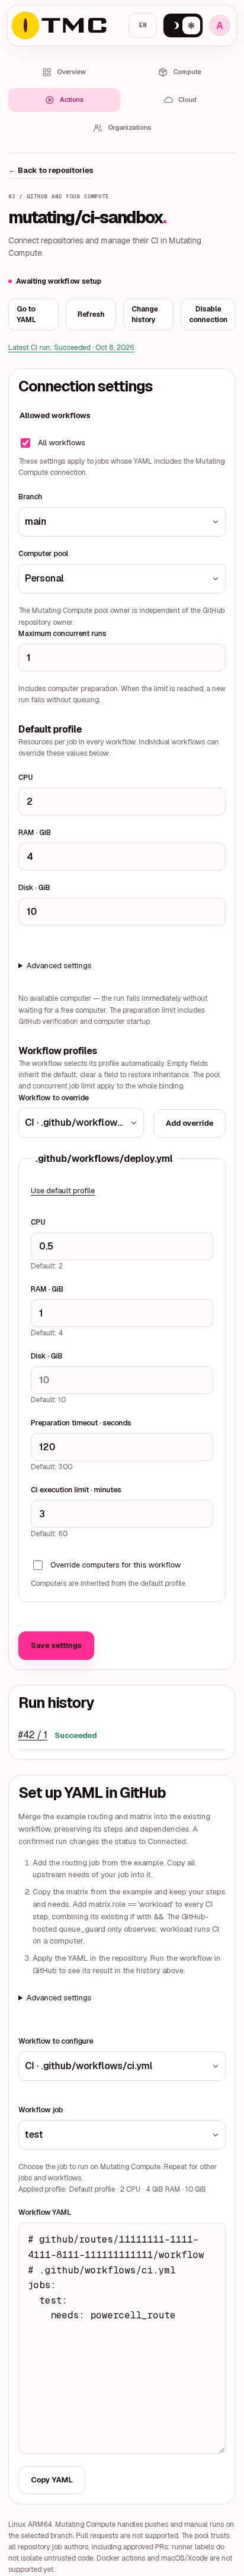 TMC
EN
A
Overview
Compute
Actions
Cloud
Organizations
← Back to repositories
02 / GITHUB AND YOUR COMPUTE
mutating/ci-sandbox.
Connect repositories and manage their CI in Mutating
Compute.
Awaiting workflow setup
Go to
YAML
Refresh
Change
history
Disable
connection
Latest CI run: Succeeded · Oct 8, 2026
Connection settings
Allowed workflows
All workflows
These settings apply to jobs whose YAML includes the Mutating
Compute connection.
Branch
main
Computer pool
Personal
The Mutating Compute pool owner is independent of the GitHub
repository owner.
Maximum concurrent runs
1
Includes computer preparation. When the limit is reached, a new
run fails without queuing.
Default profile
Resources per job in every workflow. Individual workflows can
override these values below.
CPU
2
RAM · GiB
4
Disk · GiB
10
Advanced settings
No available computer — the run fails immediately without
waiting for a free computer. The preparation limit includes
GitHub verification and computer startup.
Workflow profiles
The workflow selects its profile automatically. Empty fields
inherit the default; clear a field to restore inheritance. The pool
and concurrent job limit apply to the whole binding.
Workflow to override
CI · .github/workflow...
Add override
.github/workflows/deploy.yml
Use default profile
CPU
0.5
Default: 2
RAM · GiB
1
Default: 4
Disk · GiB
10
Default: 10
Preparation timeout · seconds
120
Default: 300
CI execution limit · minutes
3
Default: 60
Override computers for this workflow
Computers are inherited from the default profile.
Save settings
Run history
#42 / 1
Succeeded
Set up YAML in GitHub
Merge the example routing and matrix into the existing
workflow, preserving its steps and dependencies. A
confirmed run changes the status to Connected.
1. Add the routing job from the example. Copy all
upstream needs of your job into it.
2. Copy the matrix from the example and keep your steps
and needs. Add matrix.role == 'workload' to every CI
step, combining its existing if with &&. The GitHub-
hosted queue_guard only observes; workload runs CI
on a computer.
3. Apply the YAML in the repository. Run the workflow in
GitHub to see its result in the history above.
Advanced settings
Workflow to configure
CI · .github/workflows/ci.yml
Workflow job
test
Choose the job to run on Mutating Compute. Repeat for other
jobs and workflows.
Applied profile: Default profile · 2 CPU · 4 GiB RAM · 10 GiB
Workflow YAML
# github/routes/11111111-1111-
4111-8111-111111111111/workflow
# .github/workflows/ci.yml
jobs:
test:
needs: powercell_route
Copy YAML
Linux ARM64. Mutating Compute handles pushes and manual runs on
the selected branch. Pull requests are not supported. The pool trusts
all repository job authors, including approved PRs: runner labels do
not isolate untrusted code. Docker actions and macOS/Xcode are not
supported yet.